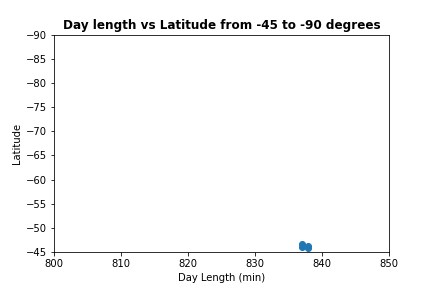 Day length vs Latitude from -45 to -90 degrees
−90
−85
−80
−75
−70
−65
−60
−55
−50
−45
Latitude
800 810 820 830 840 850
Day Length (min)